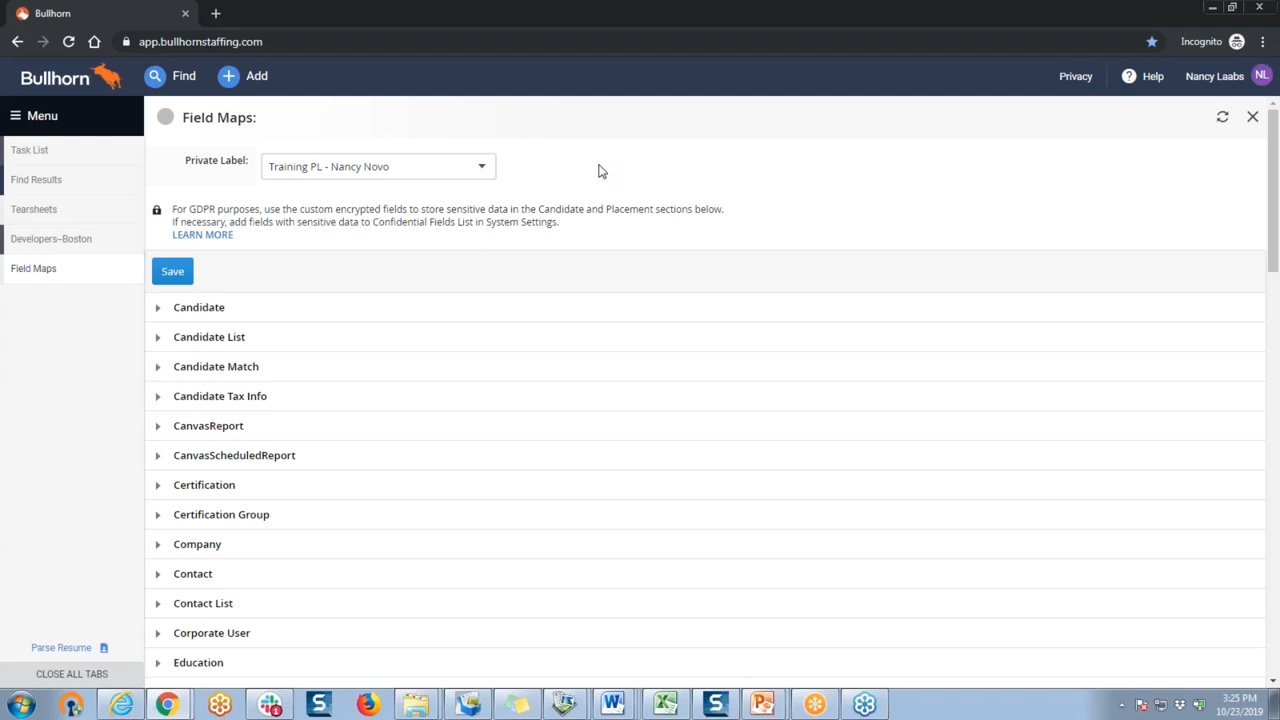 Bullhorn
app.bullhornstaffing.com
Incognito
Bullhorn
Find
Add
Privacy
? Help
Nancy Laabs
NL
Menu
Field Maps:
Task List
Find Results
Tearsheets
Developers–Boston
Field Maps
Private Label:
Training PL - Nancy Novo
For GDPR purposes, use the custom encrypted fields to store sensitive data in the Candidate and Placement sections below.
If necessary, add fields with sensitive data to Confidential Fields List in System Settings.
LEARN MORE
Save
Candidate
Candidate List
Candidate Match
Candidate Tax Info
CanvasReport
CanvasScheduledReport
Certification
Certification Group
Company
Contact
Contact List
Corporate User
Education
Parse Resume
CLOSE ALL TABS
3:25 PM
10/23/2019